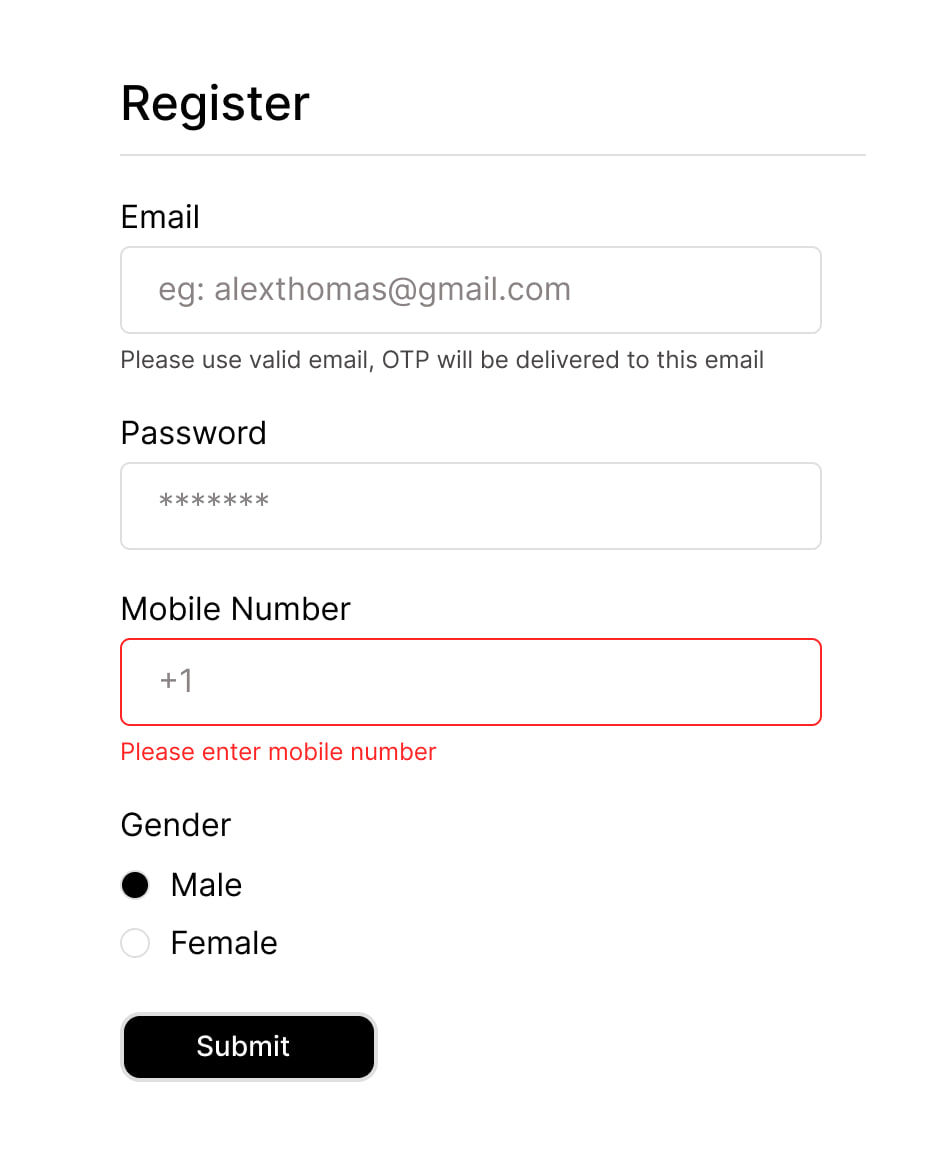 Register
Email
eg: alexthomas@gmail.com
Please use valid email, OTP will be delivered to this email
Password
*******
Mobile Number
+1
Please enter mobile number
Gender
Male
Female
Submit